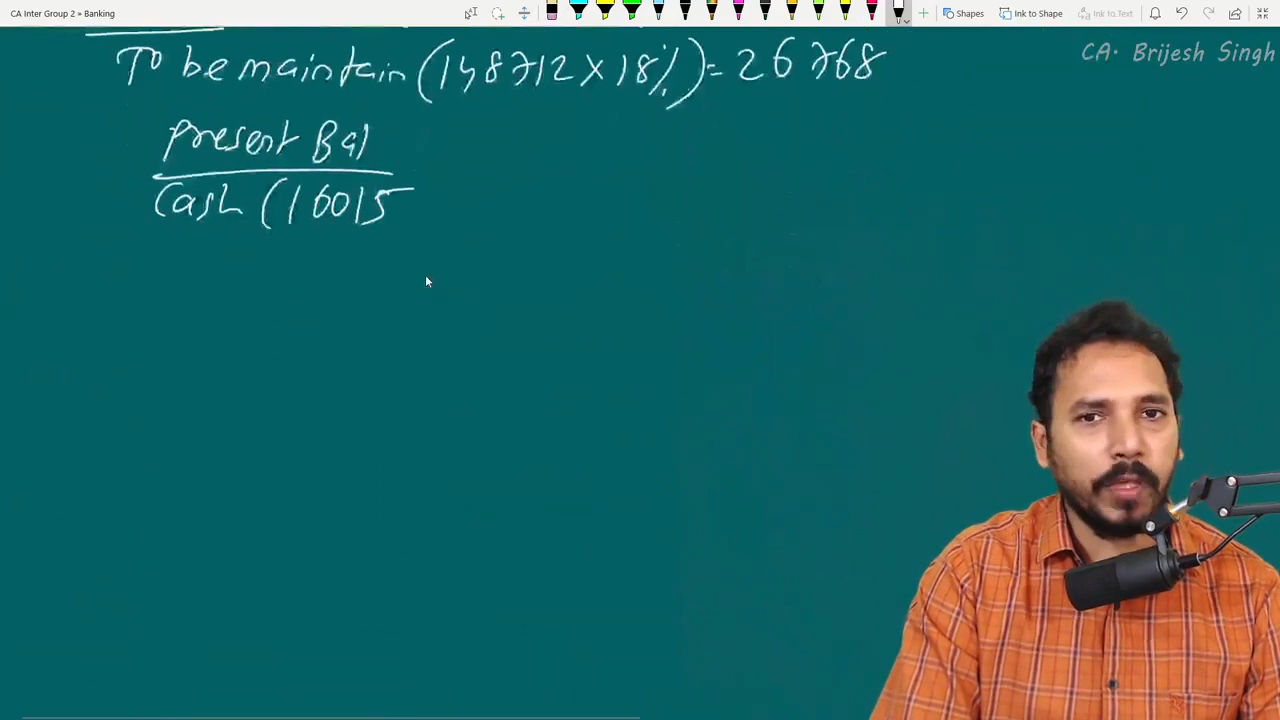 CA Inter Group 2 » Banking
Shapes
Ink to Shape
Ink to Text
CA. Brijesh Singh
To be maintain (148712 X 18%) = 26768
present Bal
Cash (16015